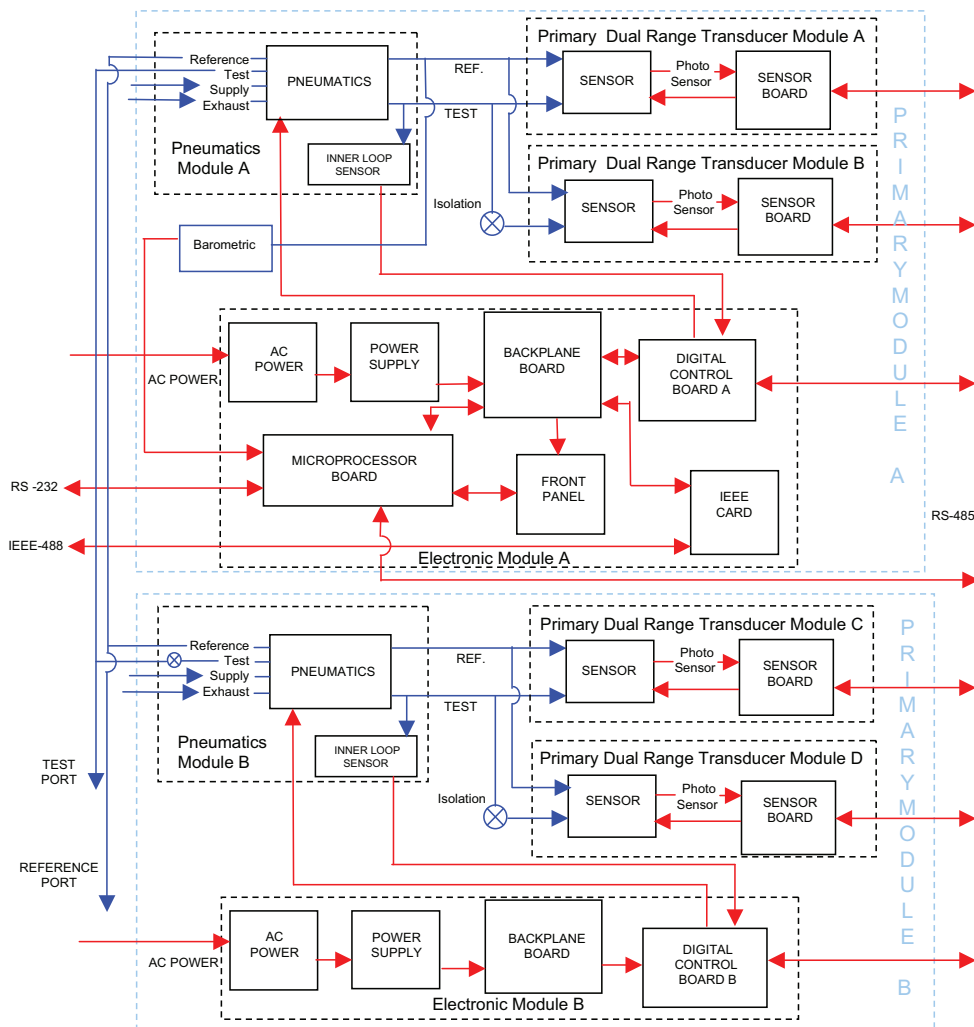 Primary Dual Range Transducer Module A
Reference
Test
Supply
Exhaust
PNEUMATICS
REF.
TEST
SENSOR
Photo
Sensor
SENSOR
BOARD
Pneumatics
Module A
INNER LOOP
SENSOR
Primary Dual Range Transducer Module B
Isolation
SENSOR
Photo
Sensor
SENSOR
BOARD
Barometric
PRIMARYMODULE A
AC
POWER
POWER
SUPPLY
BACKPLANE
BOARD
DIGITAL
CONTROL
BOARD A
AC POWER
MICROPROCESSOR
BOARD
FRONT
PANEL
IEEE
CARD
RS -232
IEEE-488
RS-485
Electronic Module A
Primary Dual Range Transducer Module C
Reference
Test
Supply
Exhaust
PNEUMATICS
REF.
TEST
SENSOR
Photo
Sensor
SENSOR
BOARD
Pneumatics
Module B
INNER LOOP
SENSOR
Primary Dual Range Transducer Module D
Isolation
SENSOR
Photo
Sensor
SENSOR
BOARD
TEST
PORT
REFERENCE
PORT
PRIMARYMODULE B
AC
POWER
POWER
SUPPLY
BACKPLANE
BOARD
DIGITAL
CONTROL
BOARD B
AC POWER
Electronic Module B